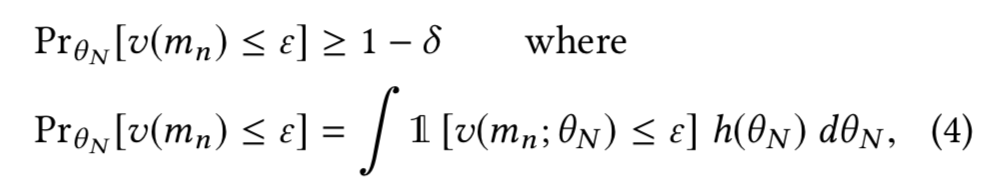 Pr_{θ_N}[v(m_n) ≤ ε] ≥ 1 − δ where
Pr_{θ_N}[v(m_n) ≤ ε] = ∫ 𝟙 [v(m_n; θ_N) ≤ ε] h(θ_N) dθ_N, (4)